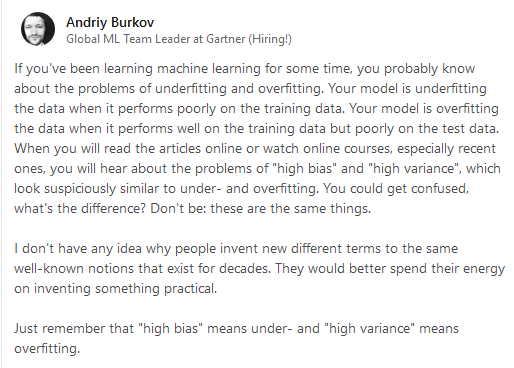 Andriy Burkov
Global ML Team Leader at Gartner (Hiring!)
If you've been learning machine learning for some time, you probably know
about the problems of underfitting and overfitting. Your model is underfitting
the data when it performs poorly on the training data. Your model is overfitting
the data when it performs well on the training data but poorly on the test data.
When you will read the articles online or watch online courses, especially recent
ones, you will hear about the problems of "high bias" and "high variance", which
look suspiciously similar to under- and overfitting. You could get confused,
what's the difference? Don't be: these are the same things.
I don't have any idea why people invent new different terms to the same
well-known notions that exist for decades. They would better spend their energy
on inventing something practical.
Just remember that "high bias" means under- and "high variance" means
overfitting.